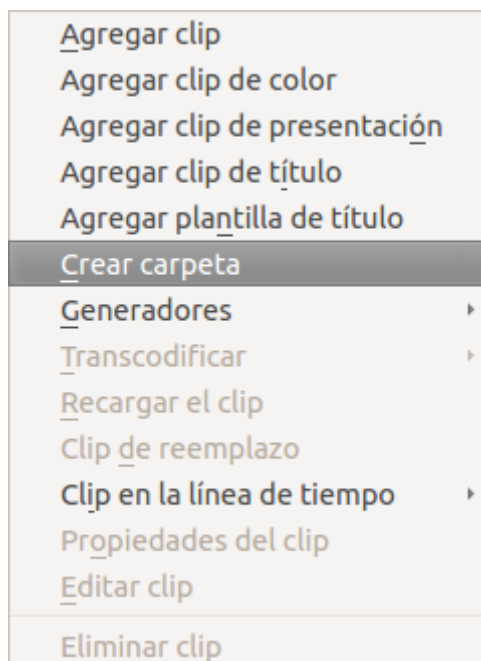 Agregar clip
Agregar clip de color
Agregar clip de presentación
Agregar clip de título
Agregar plantilla de título
Crear carpeta
Generadores
Transcodificar
Recargar el clip
Clip de reemplazo
Clip en la línea de tiempo
Propiedades del clip
Editar clip
Eliminar clip